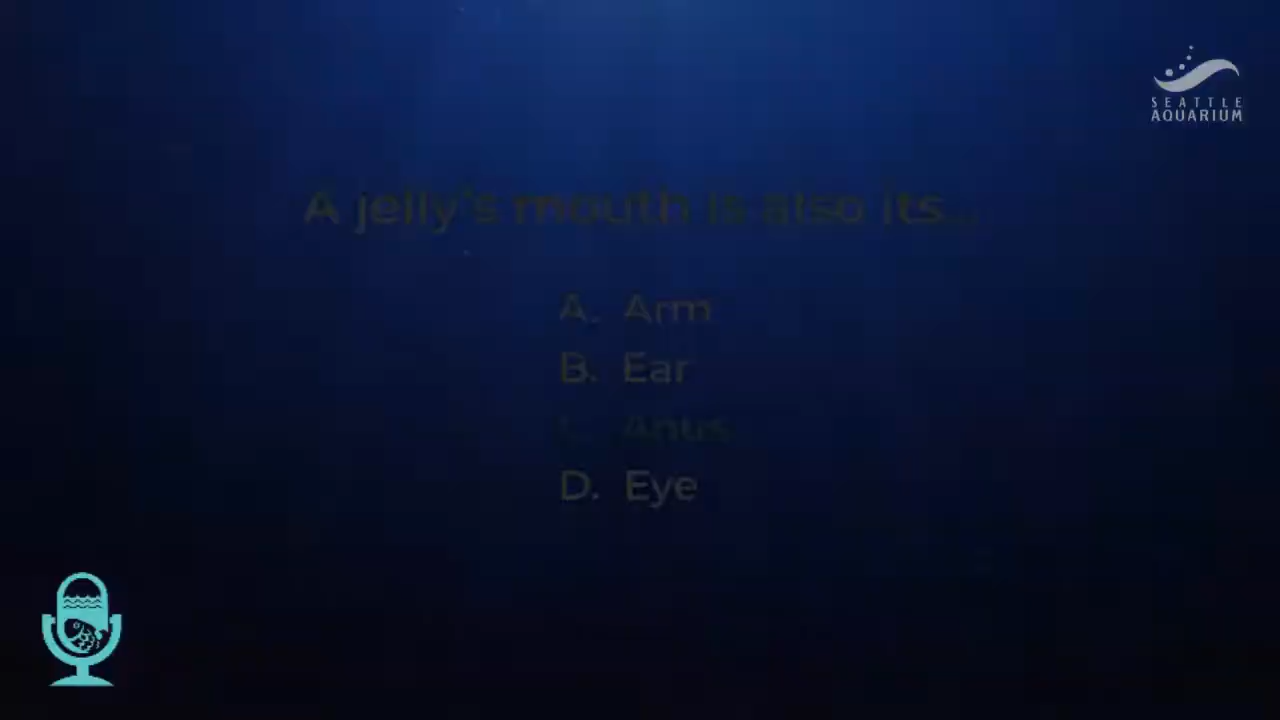 SEATTLE
AQUARIUM
A jelly's mouth is also its...
A. Arm
B. Ear
C. Anus
D. Eye